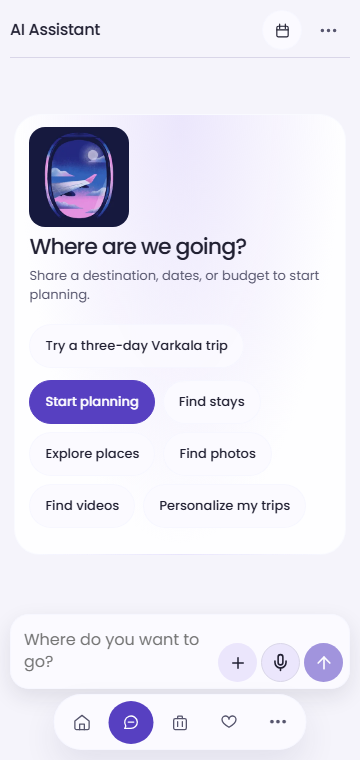 AI Assistant
Where are we going?
Share a destination, dates, or budget to start
planning.
Try a three-day Varkala trip
Start planning
Find stays
Explore places
Find photos
Find videos
Personalize my trips
Where do you want to
go?